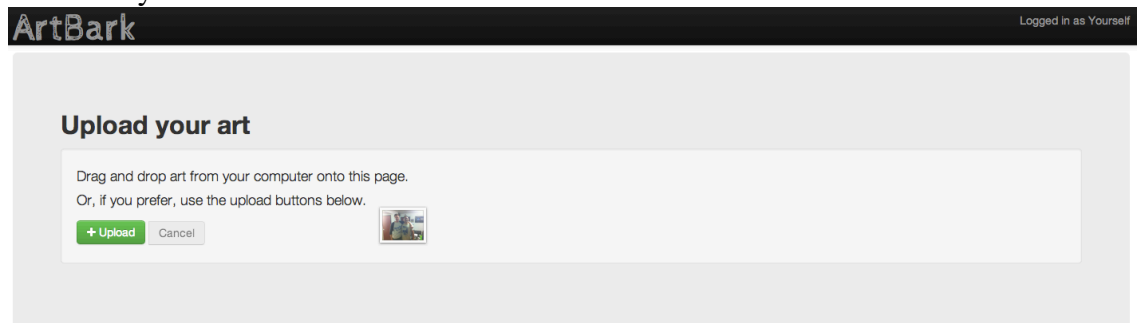 ArtBark
Logged in as Yourself
Upload your art
Drag and drop art from your computer onto this page.
Or, if you prefer, use the upload buttons below.
+ Upload Cancel